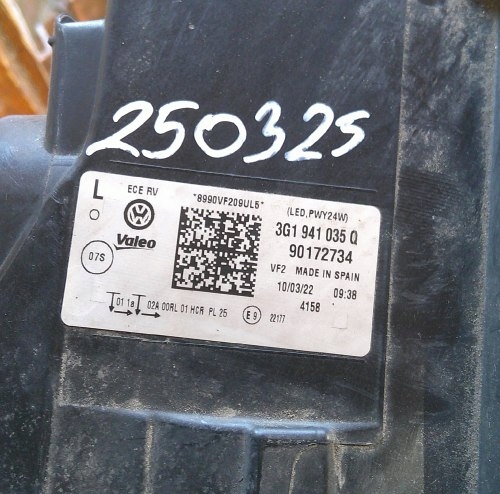 250325
L ECE RV *8990VF209UL5* (LED,PWY24W)
3G1 941 035 Q
Valeo 90172734
VF2 MADE IN SPAIN
07S 10/03/22 09:38
4158
01 1a 02A 00RL 01 HCR PL 25 E9 22177